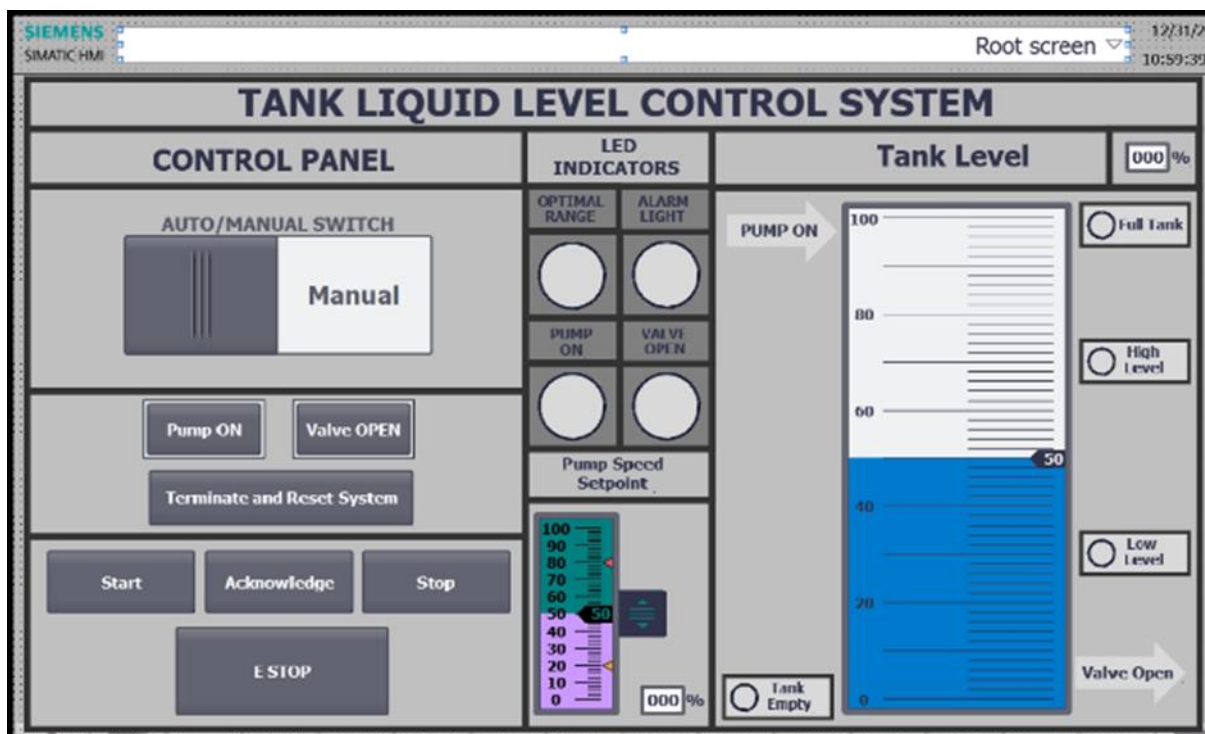 SIEMENS
SIMATIC HMI
Root screen
12/31/2
10:59:39
TANK LIQUID LEVEL CONTROL SYSTEM
CONTROL PANEL
AUTO/MANUAL SWITCH
Manual
Pump ON
Valve OPEN
Terminate and Reset System
Start
Acknowledge
Stop
E STOP
LED
INDICATORS
OPTIMAL
RANGE
ALARM
LIGHT
PUMP
ON
VALVE
OPEN
Pump Speed
Setpoint
100
90
80
70
60
50
50
40
30
20
10
0
000 %
Tank Level
000 %
PUMP ON
100
80
60
50
40
20
0
Full Tank
High
Level
Low
Level
Tank
Empty
Valve Open